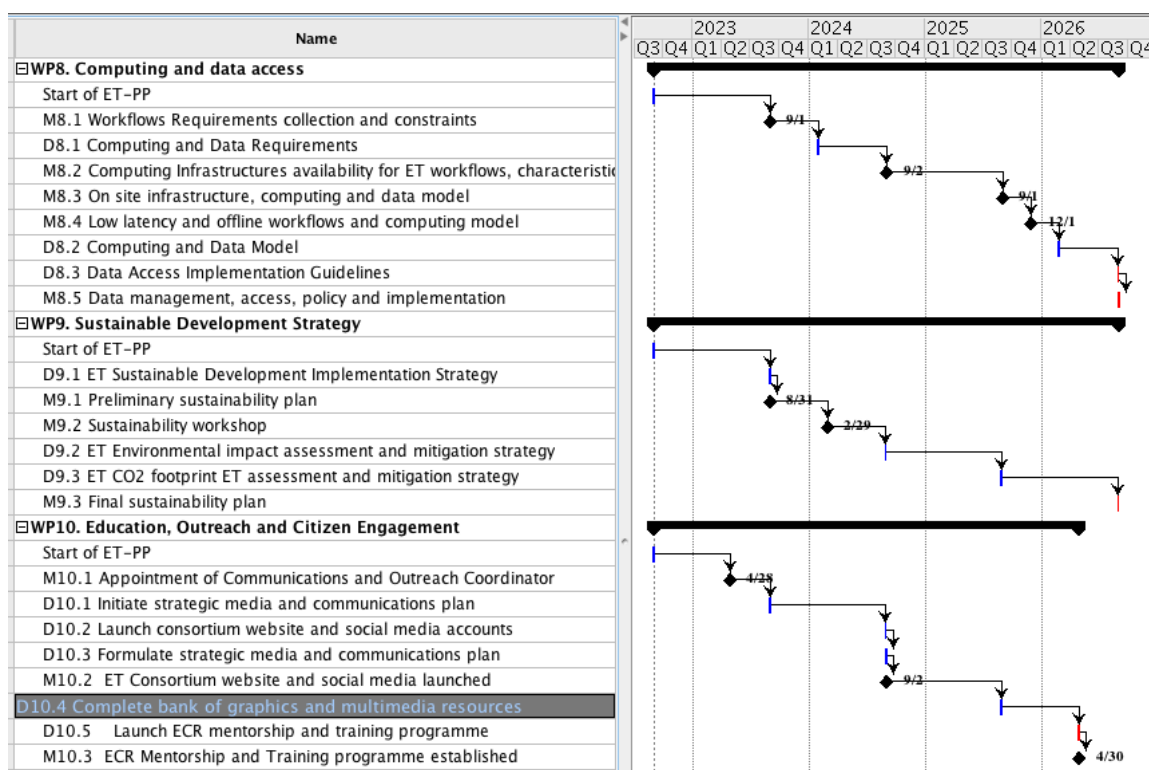 Name
2023 2024 2025 2026
Q3 Q4 Q1 Q2 Q3 Q4 Q1 Q2 Q3 Q4 Q1 Q2 Q3 Q4 Q1 Q2 Q3 Q4
WP8. Computing and data access
Start of ET-PP
M8.1 Workflows Requirements collection and constraints 9/1
D8.1 Computing and Data Requirements
M8.2 Computing Infrastructures availability for ET workflows, characteristic 9/2
M8.3 On site infrastructure, computing and data model 9/1
M8.4 Low latency and offline workflows and computing model 12/1
D8.2 Computing and Data Model
D8.3 Data Access Implementation Guidelines
M8.5 Data management, access, policy and implementation
WP9. Sustainable Development Strategy
Start of ET-PP
D9.1 ET Sustainable Development Implementation Strategy
M9.1 Preliminary sustainability plan 8/31
M9.2 Sustainability workshop 2/29
D9.2 ET Environmental impact assessment and mitigation strategy
D9.3 ET CO2 footprint ET assessment and mitigation strategy
M9.3 Final sustainability plan
WP10. Education, Outreach and Citizen Engagement
Start of ET-PP
M10.1 Appointment of Communications and Outreach Coordinator 4/28
D10.1 Initiate strategic media and communications plan
D10.2 Launch consortium website and social media accounts
D10.3 Formulate strategic media and communications plan
M10.2 ET Consortium website and social media launched 9/2
D10.4 Complete bank of graphics and multimedia resources
D10.5 Launch ECR mentorship and training programme
M10.3 ECR Mentorship and Training programme established 4/30